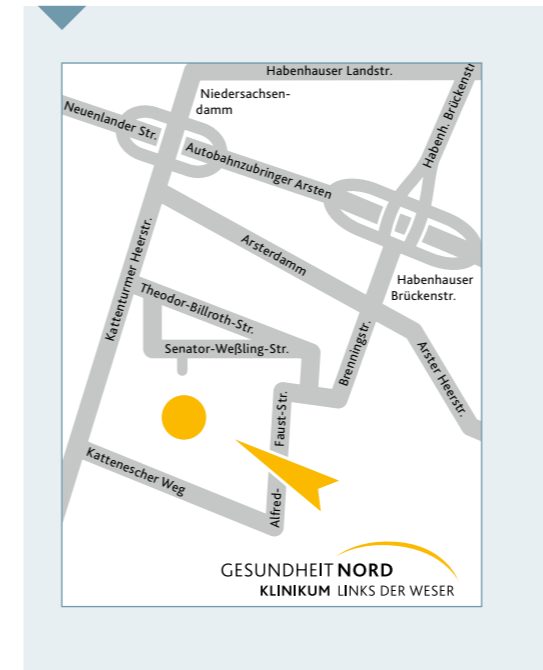 Habenhauser Landstr.
Niedersachsen-
damm
Neuenlander Str.
Autobahnzubringer Arsten
Habenh. Brückenstr
Kattenturmer Heerstr.
Arsterdamm
Habenhauser
Brückenstr.
Theodor-Billroth-Str.
Senator-Weßling-Str.
Brenningstr.
Arster Heerstr.
Alfred-
Faust-Str.
Kattenescher Weg
GESUNDHEIT NORD
KLINIKUM LINKS DER WESER